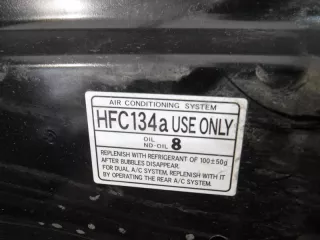 AIR CONDITIONING SYSTEM
HFC134a USE ONLY
OIL
ND-OIL 8
REPLENISH WITH REFRIGERANT OF 100±50g
AFTER BUBBLES DISAPPEAR.
FOR DUAL A/C SYSTEM, REPLENISH WITH IT
BY OPERATING THE REAR A/C SYSTEM.